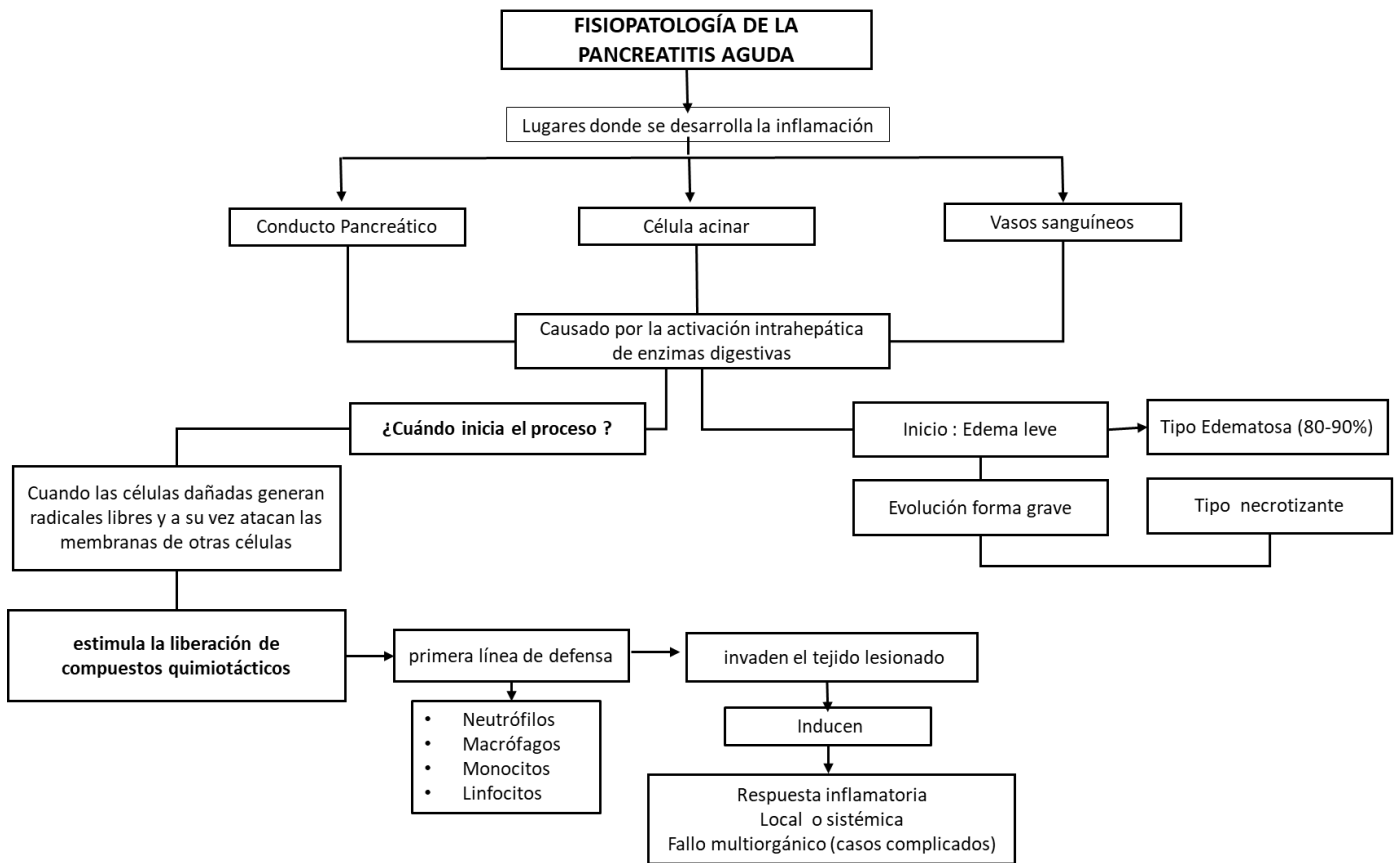 FISIOPATOLOGÍA DE LA
PANCREATITIS AGUDA
Lugares donde se desarrolla la inflamación
Conducto Pancreático
Célula acinar
Vasos sanguíneos
Causado por la activación intrahepática
de enzimas digestivas
¿Cuándo inicia el proceso ?
Inicio : Edema leve
Tipo Edematosa (80-90%)
Cuando las células dañadas generan
radicales libres y a su vez atacan las
membranas de otras células
Evolución forma grave
Tipo necrotizante
estimula la liberación de
compuestos quimiotácticos
primera línea de defensa
invaden el tejido lesionado
• Neutrófilos
• Macrófagos
• Monocitos
• Linfocitos
Inducen
Respuesta inflamatoria
Local o sistémica
Fallo multiorgánico (casos complicados)